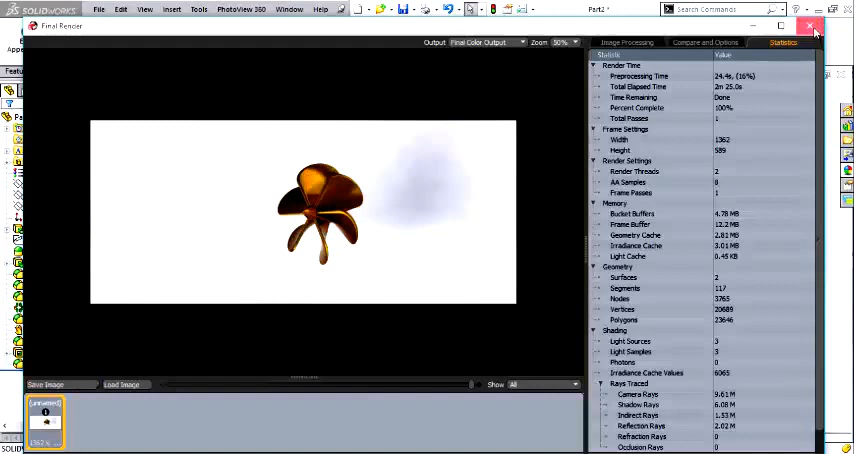 SOLIDWORKS File Edit View Insert Tools PhotoView 360 Window Help Part2 * Search Commands
Final Render
Output Final Color Output Zoom: 50% Image Processing Compare and Options Statistics
Statistic Value
Render Time
Preprocessing Time 24.4s, (16%)
Total Elapsed Time 2m 25.0s
Time Remaining Done
Percent Complete 100%
Total Passes 1
Frame Settings
Width 1362
Height 589
Render Settings
Render Threads 2
AA Samples 8
Frame Passes 1
Memory
Bucket Buffers 4.78 MB
Frame Buffer 12.2 MB
Geometry Cache 2.81 MB
Irradiance Cache 3.01 MB
Light Cache 0.45 KB
Geometry
Surfaces 2
Segments 117
Nodes 3765
Vertices 20689
Polygons 23646
Shading
Light Sources 3
Light Samples 3
Photons 0
Irradiance Cache Values 6065
Rays Traced
Camera Rays 9.61 M
Shadow Rays 6.08 M
Indirect Rays 1.53 M
Reflection Rays 2.02 M
Refraction Rays 0
Occlusion Rays 0
Save Image Load Image Show All
(unnamed)
1362 x ...